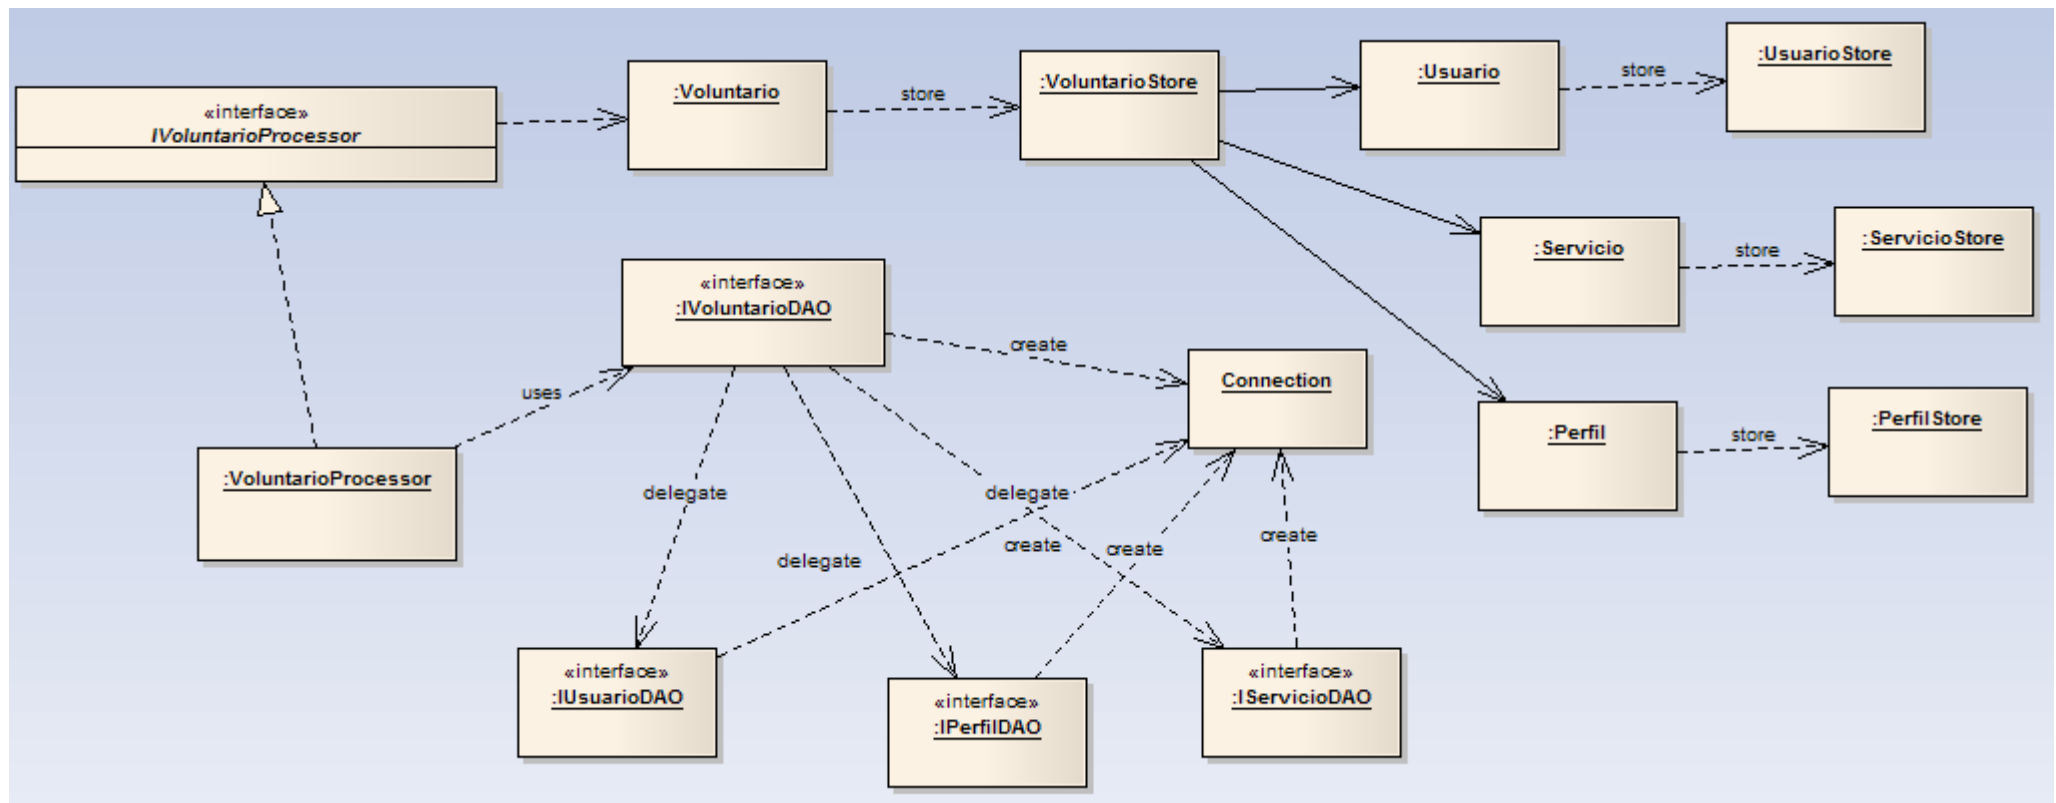 :UsuarioStore
:Usuario
store
:VoluntarioStore
:Voluntario
store
«interface»
IVoluntarioProcessor
:Servicio
store
:ServicioStore
«interface»
:IVoluntarioDAO
create
Connection
uses
:Perfil
store
:PerfilStore
:VoluntarioProcessor
delegate
delegate
delegate
create
create
create
«interface»
:IUsuarioDAO
«interface»
:IPerfilDAO
«interface»
:IServicioDAO